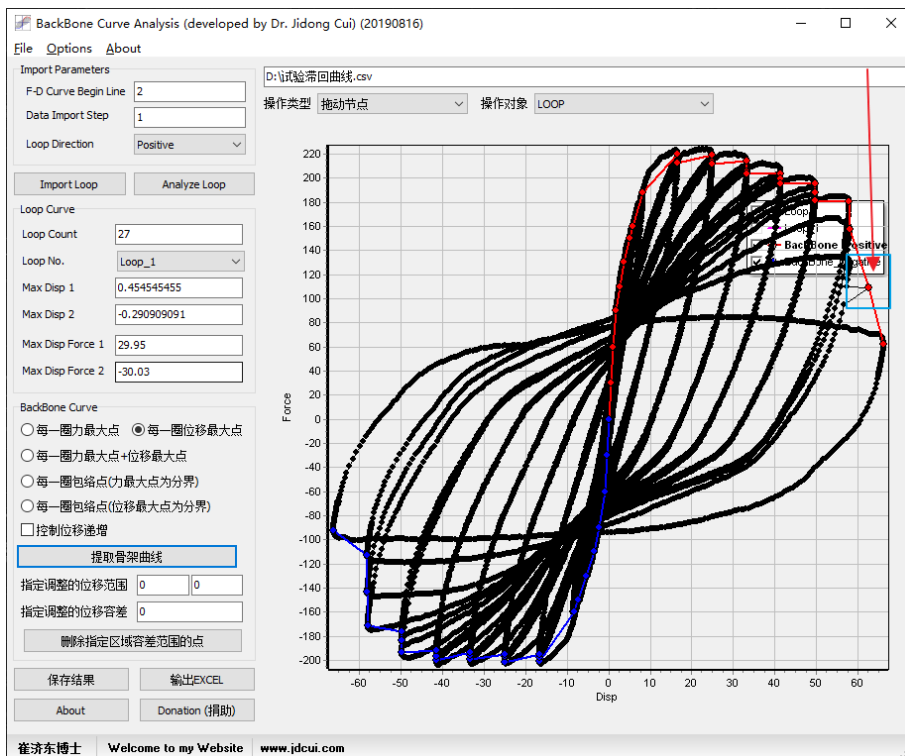 BackBone Curve Analysis (developed by Dr. Jidong Cui) (20190816)
File Options About
Import Parameters
F-D Curve Begin Line 2
Data Import Step 1
Loop Direction Positive
Import Loop Analyze Loop
Loop Curve
Loop Count 27
Loop No. Loop_1
Max Disp 1 0.454545455
Max Disp 2 -0.290909091
Max Disp Force 1 29.95
Max Disp Force 2 -30.03
BackBone Curve
每一圈力最大点 每一圈位移最大点
每一圈力最大点+位移最大点
每一圈包络点(力最大点为分界)
每一圈包络点(位移最大点为分界)
控制位移递增
提取骨架曲线
指定调整的位移范围 0 0
指定调整的位移容差 0
删除指定区域容差范围的点
保存结果 输出EXCEL
About Donation (捐助)
D:\试验滞回曲线.csv
操作类型 拖动节点 操作对象 LOOP
220
200
180
160
140
120
100
80
60
40
20
0
-20
-40
-60
-80
-100
-120
-140
-160
-180
-200
Force
Loop
BackBone Positive
-60 -50 -40 -30 -20 -10 0 10 20 30 40 50 60
Disp
崔济东博士 Welcome to my Website www.jdcui.com